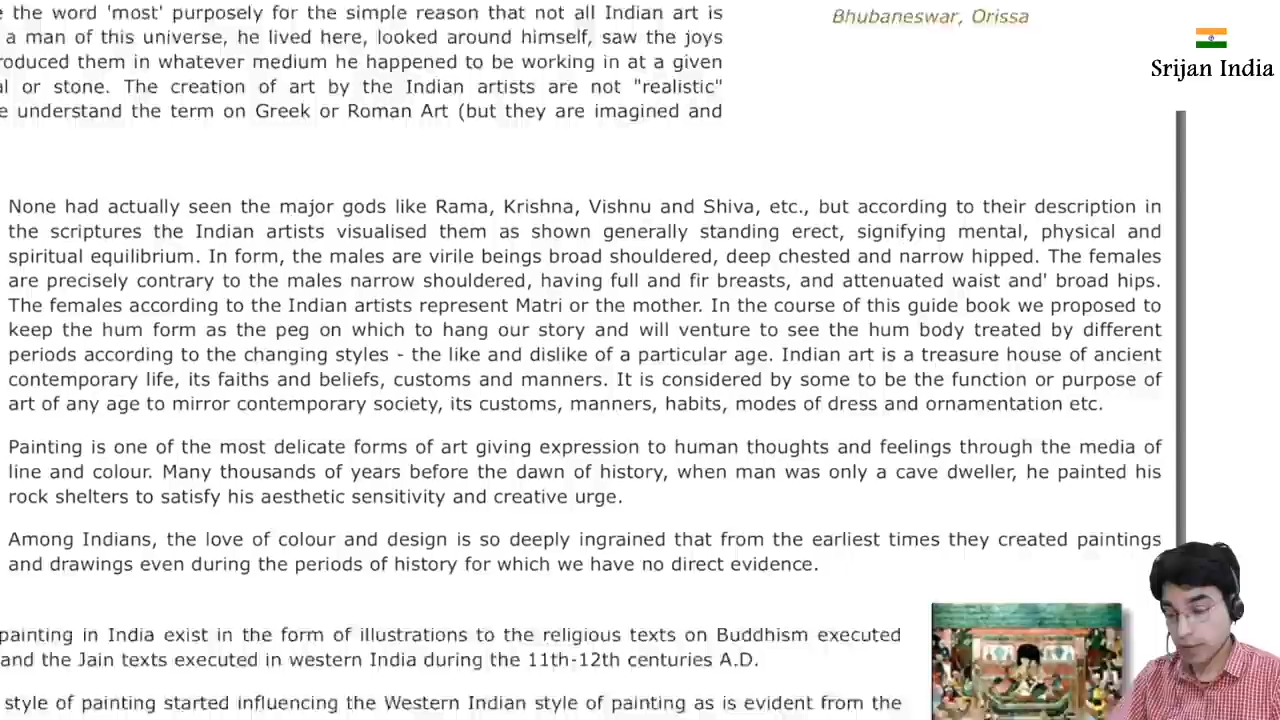 e the word 'most' purposely for the simple reason that not all Indian art is
a man of this universe, he lived here, looked around himself, saw the joys
roduced them in whatever medium he happened to be working in at a given
al or stone. The creation of art by the Indian artists are not "realistic"
e understand the term on Greek or Roman Art (but they are imagined and
Bhubaneswar, Orissa
Srijan India
None had actually seen the major gods like Rama, Krishna, Vishnu and Shiva, etc., but according to their description in
the scriptures the Indian artists visualised them as shown generally standing erect, signifying mental, physical and
spiritual equilibrium. In form, the males are virile beings broad shouldered, deep chested and narrow hipped. The females
are precisely contrary to the males narrow shouldered, having full and fir breasts, and attenuated waist and' broad hips.
The females according to the Indian artists represent Matri or the mother. In the course of this guide book we proposed to
keep the hum form as the peg on which to hang our story and will venture to see the hum body treated by different
periods according to the changing styles - the like and dislike of a particular age. Indian art is a treasure house of ancient
contemporary life, its faiths and beliefs, customs and manners. It is considered by some to be the function or purpose of
art of any age to mirror contemporary society, its customs, manners, habits, modes of dress and ornamentation etc.
Painting is one of the most delicate forms of art giving expression to human thoughts and feelings through the media of
line and colour. Many thousands of years before the dawn of history, when man was only a cave dweller, he painted his
rock shelters to satisfy his aesthetic sensitivity and creative urge.
Among Indians, the love of colour and design is so deeply ingrained that from the earliest times they created paintings
and drawings even during the periods of history for which we have no direct evidence.
painting in India exist in the form of illustrations to the religious texts on Buddhism executed
and the Jain texts executed in western India during the 11th-12th centuries A.D.
style of painting started influencing the Western Indian style of painting as is evident from the